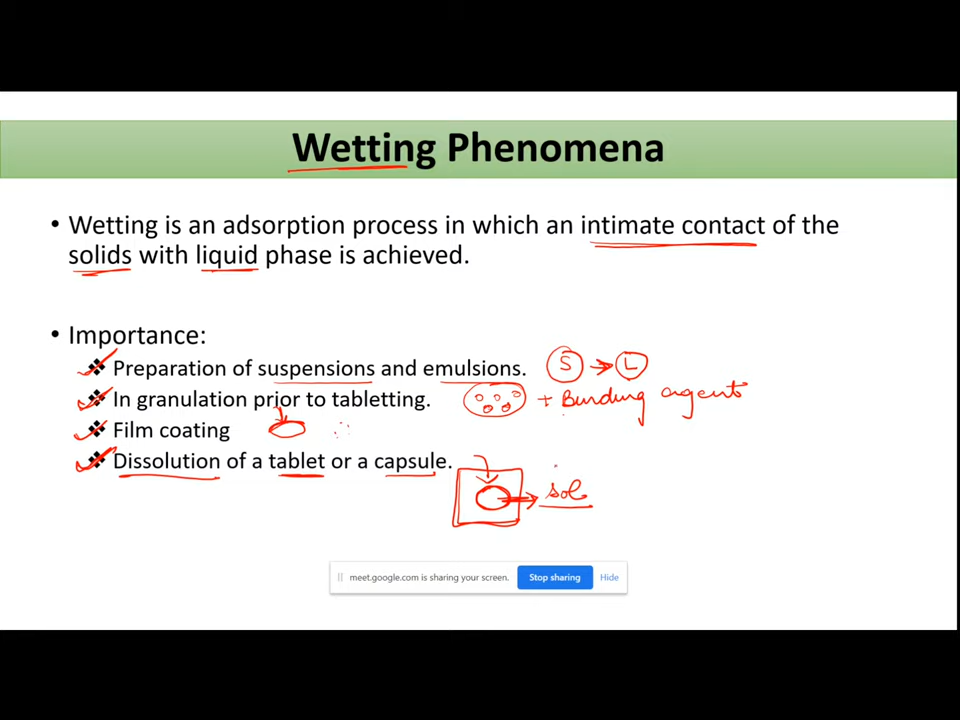 Wetting Phenomena
• Wetting is an adsorption process in which an intimate contact of the
solids with liquid phase is achieved.
• Importance:
❖ Preparation of suspensions and emulsions. S → L
❖ In granulation prior to tabletting. + Binding agents
❖ Film coating
❖ Dissolution of a tablet or a capsule.
sol
meet.google.com is sharing your screen. Stop sharing Hide